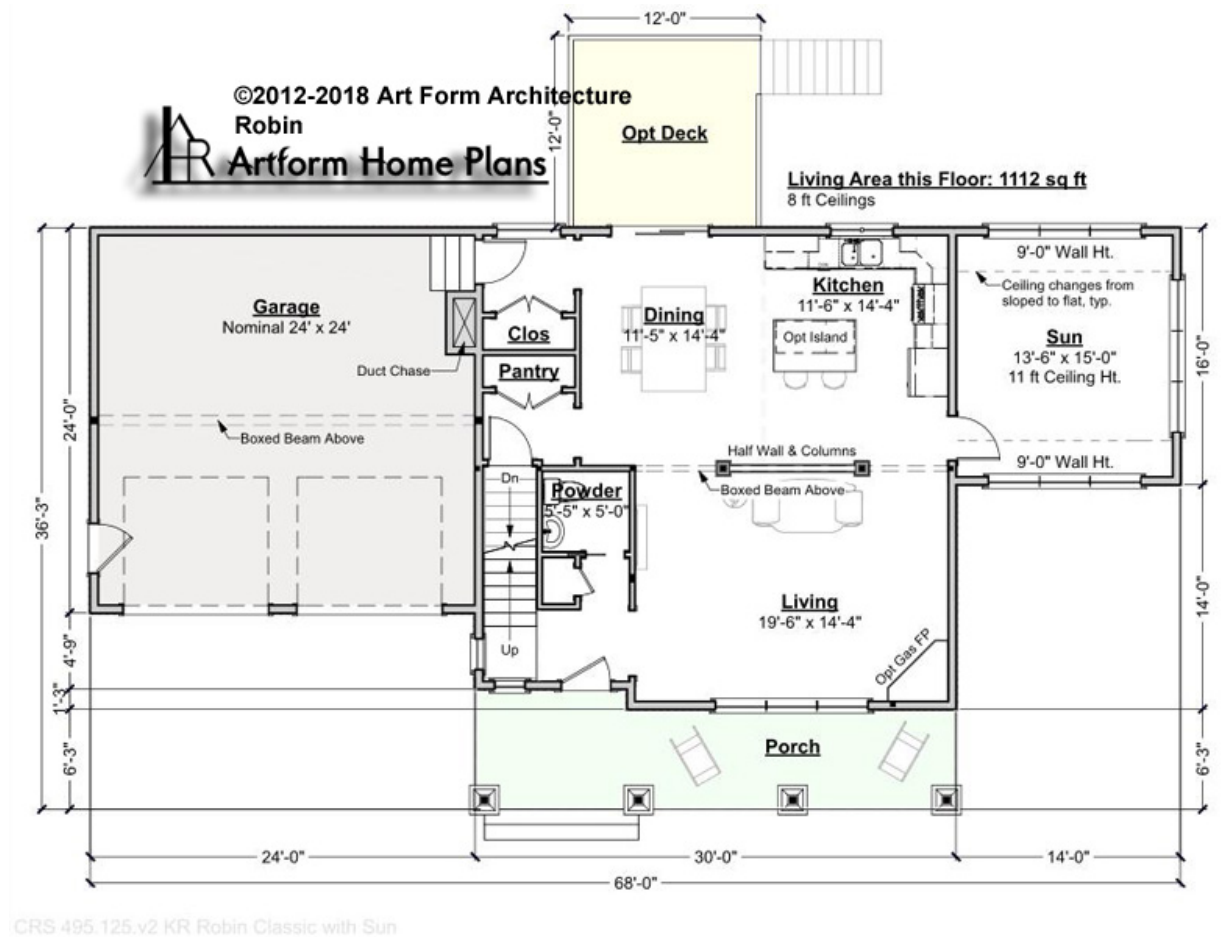 12'-0"
©2012-2018 Art Form Architecture
Robin
AR Artform Home Plans
12'-0"
Opt Deck
Living Area this Floor: 1112 sq ft
8 ft Ceilings
Garage
Nominal 24' x 24'
Duct Chase
Boxed Beam Above
Clos
Pantry
Dining
11'-5" x 14'-4"
Kitchen
11'-6" x 14'-4"
Opt Island
9'-0" Wall Ht.
Ceiling changes from
sloped to flat, typ.
Sun
13'-6" x 15'-0"
11 ft Ceiling Ht.
9'-0" Wall Ht.
Half Wall & Columns
Boxed Beam Above
Dn
Powder
5'-5" x 5'-0"
Up
Living
19'-6" x 14'-4"
Opt Gas FP
Porch
36'-3"
24'-0"
4'-9"
1'-3"
6'-3"
16'-0"
14'-0"
6'-3"
24'-0"
30'-0"
14'-0"
68'-0"
CRS 495.125.v2 KR Robin Classic with Sun